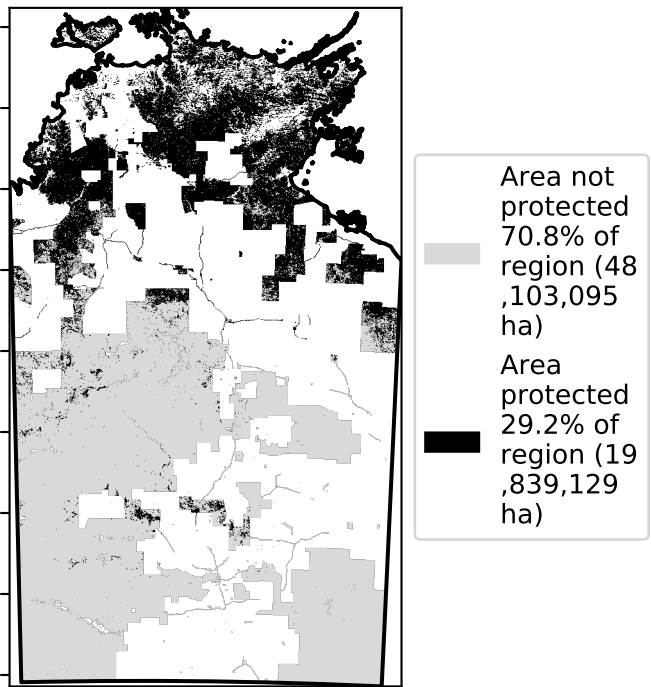 Area not
protected
70.8% of
region (48
,103,095
ha)
Area
protected
29.2% of
region (19
,839,129
ha)